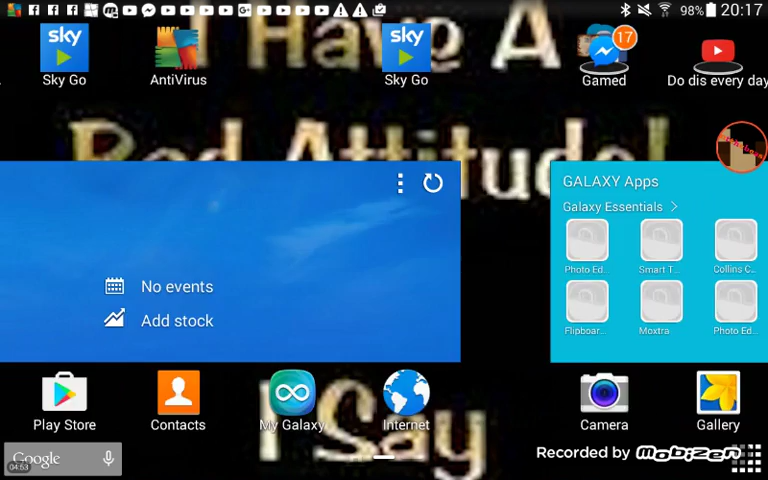 98% 20:17
I Have A
sky
sky
17
Sky Go
AntiVirus
Sky Go
Gamed
Do dis every day
Bad Attitude!
GALAXY Apps
Galaxy Essentials >
Photo Ed..
Smart T...
Collins C..
No events
Add stock
Flipboar..
Moxtra
Photo Ed..
Play Store
Contacts
My Galaxy
Internet
Camera
Gallery
I Say
Google
04:53
Recorded by Mobizen